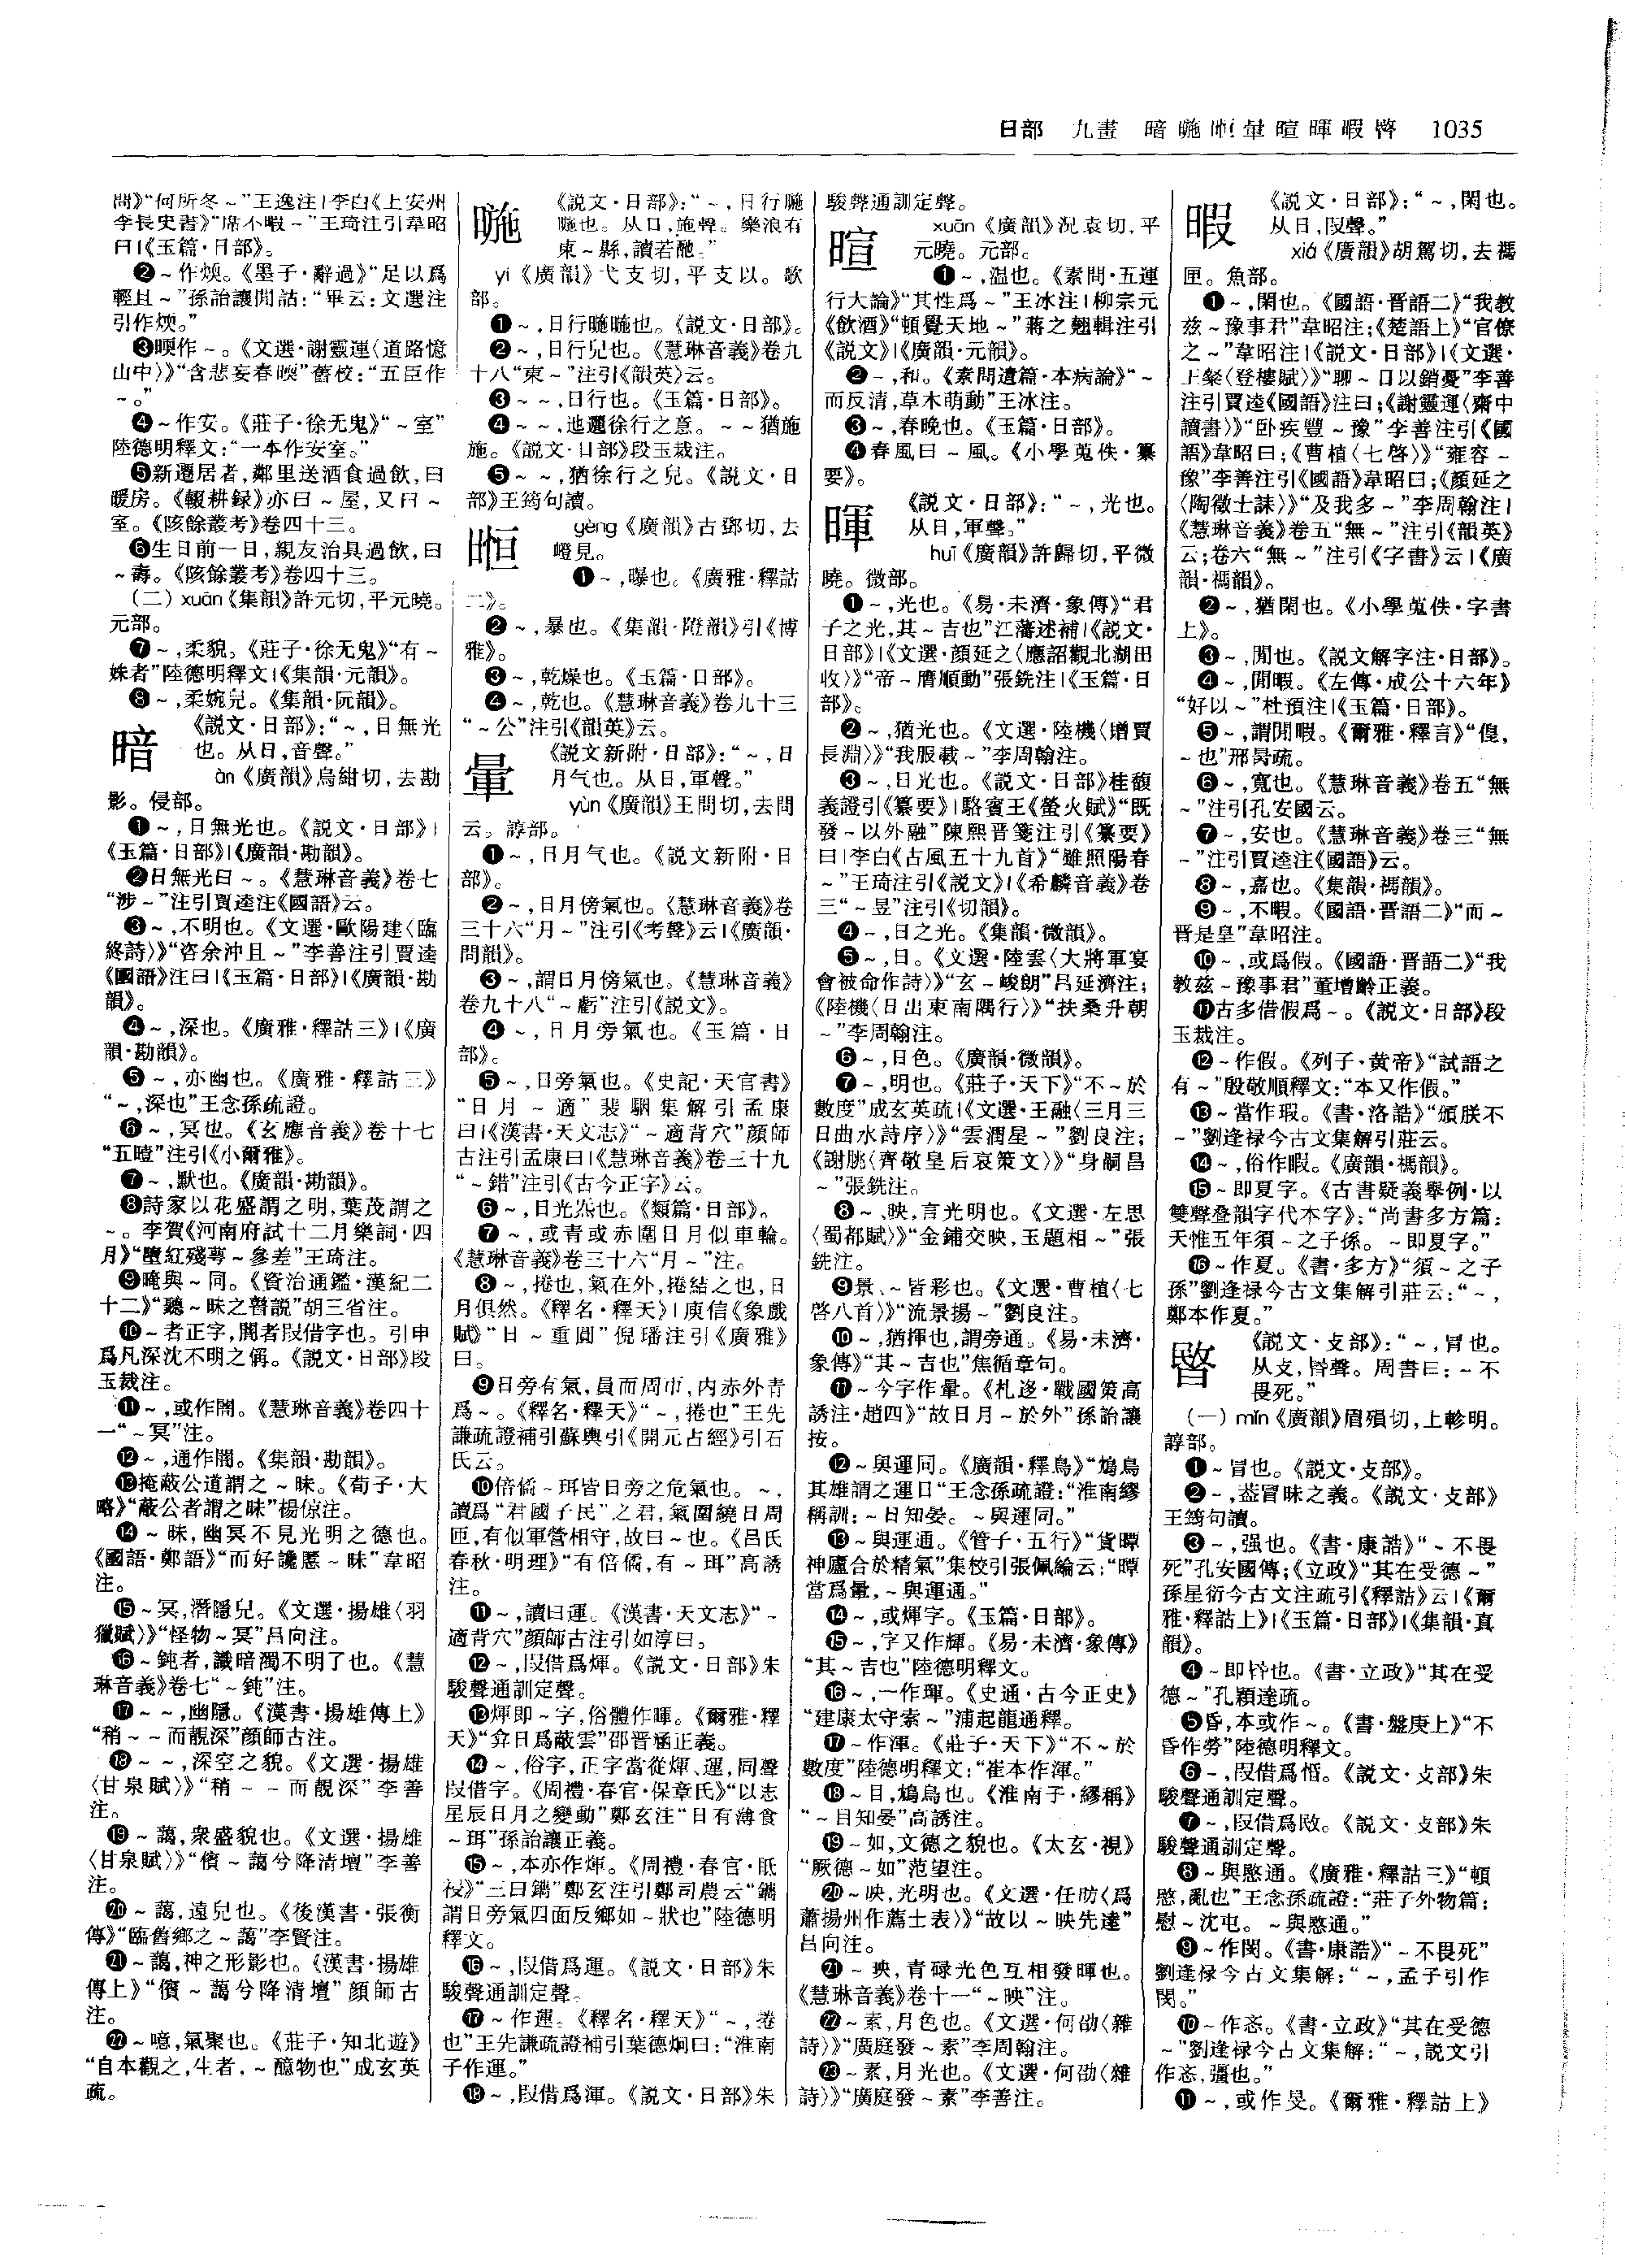 日部　九畫　暗暆㫥暈暄暉暇暋　1035
問》“何所冬～”王逸注|李白《上安州
李長史書》“席不暇～”王琦注引韋昭
曰|《玉篇·日部》。
❷～作煗。《墨子·辭過》“足以爲
輕且～”孫詒讓閒詁：“畢云：文選注
引作煗。”
❸暝作～。《文選·謝靈運〈道路憶
山中〉》“含悲妄春暝”舊校：“五臣作
～。”
❹～作安。《莊子·徐无鬼》“～室”
陸德明釋文：“一本作安室。”
❺新遷居者，鄰里送酒食過飲，曰
暖房。《輟耕録》亦曰～屋，又曰～
室。《陔餘叢考》卷四十三。
❻生日前一日，親友治具過飲，曰
～壽。《陔餘叢考》卷四十三。
（二）xuān《集韻》許元切，平元曉。
元部。
❼～，柔貌。《莊子·徐无鬼》“有～
姝者”陸德明釋文|《集韻·元韻》。
❽～，柔婉皃。《集韻·阮韻》。
暗　《説文·日部》：“～，日無光
也。从日，音聲。”
àn《廣韻》烏紺切，去勘
影。侵部。
❶～，日無光也。《説文·日部》|
《玉篇·日部》|《廣韻·勘韻》。
❷日無光曰～。《慧琳音義》卷七
“涉～”注引賈逵注《國語》云。
❸～，不明也。《文選·歐陽建〈臨
終詩〉》“咨余沖且～”李善注引賈逵
《國語》注曰|《玉篇·日部》|《廣韻·勘
韻》。
❹～，深也。《廣雅·釋詁三》|《廣
韻·勘韻》。
❺～，亦幽也。《廣雅·釋詁三》
“～，深也”王念孫疏證。
❻～，冥也。《玄應音義》卷十七
“五曀”注引《小爾雅》。
❼～，默也。《廣韻·勘韻》。
❽詩家以花盛謂之明，葉茂謂之
～。李賀《河南府試十二月樂詞·四
月》“墮紅殘萼～參差”王琦注。
❾晻與～同。《資治通鑑·漢紀二
十二》“聽～昧之瞽説”胡三省注。
❿～者正字，闇者叚借字也。引申
爲凡深沈不明之偁。《説文·日部》段
玉裁注。
⓫～，或作闇。《慧琳音義》卷四十
一“～冥”注。
⓬～，通作闇。《集韻·勘韻》。
⓭掩蔽公道謂之～昧。《荀子·大
略》“蔽公者謂之昧”楊倞注。
⓮～昧，幽冥不見光明之德也。
《國語·鄭語》“而好讒慝～昧”韋昭
注。
⓯～冥，潛隱皃。《文選·揚雄〈羽
獵賦〉》“怪物～冥”吕向注。
⓰～鈍者，識暗濁不明了也。《慧
琳音義》卷七“～鈍”注。
⓱～～，幽隱。《漢書·揚雄傳上》
“稍～～而靚深”顔師古注。
⓲～～，深空之貌。《文選·揚雄
〈甘泉賦〉》“稍～～而靚深”李善
注。
⓳～藹，衆盛貌也。《文選·揚雄
〈甘泉賦〉》“儐～藹兮降清壇”李善
注。
⓴～藹，遠皃也。《後漢書·張衡
傳》“臨舊鄉之～藹”李賢注。
㉑～藹，神之形影也。《漢書·揚雄
傳上》“儐～藹兮降清壇”顔師古
注。
㉒～噫，氣聚也。《莊子·知北遊》
“自本觀之，生者，～醷物也”成玄英
疏。
暆　《説文·日部》：“～，日行暆
暆也。从日，施聲。樂浪有
東～縣，讀若酏。”
yí《廣韻》弋支切，平支以。歌
部。
❶～，日行暆暆也。《説文·日部》。
❷～，日行皃也。《慧琳音義》卷九
十八“東～”注引《韻英》云。
❸～～，日行也。《玉篇·日部》。
❹～～，迆邐徐行之意。～～猶施
施。《説文·日部》段玉裁注。
❺～～，猶徐行之皃。《説文·日
部》王筠句讀。
gèng《廣韻》古鄧切，去
嶝見。
❶～，曝也。《廣雅·釋詁
二》。
❷～，暴也。《集韻·隥韻》引《博
雅》。
❸～，乾燥也。《玉篇·日部》。
❹～，乾也。《慧琳音義》卷九十三
“～公”注引《韻英》云。
暈　《説文新附·日部》：“～，日
月气也。从日，軍聲。”
yùn《廣韻》王問切，去問
云。諄部。
❶～，日月气也。《説文新附·日
部》。
❷～，日月傍氣也。《慧琳音義》卷
三十六“月～”注引《考聲》云|《廣韻·
問韻》。
❸～，謂日月傍氣也。《慧琳音義》
卷九十八“～虧”注引《説文》。
❹～，日月旁氣也。《玉篇·日
部》。
❺～，日旁氣也。《史記·天官書》
“日月～適”裴駰集解引孟康
曰|《漢書·天文志》“～適背穴”顔師
古注引孟康曰|《慧琳音義》卷三十九
“～錯”注引《古今正字》云。
❻～，日光炁也。《類篇·日部》。
❼～，或青或赤圍日月似車輪。
《慧琳音義》卷三十六“月～”注。
❽～，捲也，氣在外，捲結之也，日
月俱然。《釋名·釋天》|庾信《象戲
賦》“日～重圓”倪璠注引《廣雅》
曰。
❾日旁有氣，員而周帀，内赤外青
爲～。《釋名·釋天》“～，捲也”王先
謙疏證補引蘇輿引《開元占經》引石
氏云。
❿倍僪～珥皆日旁之危氣也。～，
讀爲“君國子民”之君，氣圍繞日周
匝，有似軍營相守，故曰～也。《吕氏
春秋·明理》“有倍僪，有～珥”高誘
注。
⓫～，讀曰運。《漢書·天文志》“～
適背穴”顔師古注引如淳曰。
⓬～，叚借爲煇。《説文·日部》朱
駿聲通訓定聲。
⓭煇即～字，俗體作暉。《爾雅·釋
天》“弇日爲蔽雲”邵晋涵正義。
⓮～，俗字，正字當從煇、運，同聲
叚借字。《周禮·春官·保章氏》“以志
星辰日月之變動”鄭玄注“日有薄食
～珥”孫詒讓正義。
⓯～，本亦作煇。《周禮·春官·眡
祲》“三曰鑴”鄭玄注引鄭司農云“鑴
謂日旁氣四面反鄉如～狀也”陸德明
釋文。
⓰～，叚借爲運。《説文·日部》朱
駿聲通訓定聲。
⓱～作運。《釋名·釋天》“～，捲
也”王先謙疏證補引葉德炯曰：“淮南
子作運。”
⓲～，叚借爲渾。《説文·日部》朱
駿聲通訓定聲。
暄　xuān《廣韻》況袁切，平
元曉。元部。
❶～，温也。《素問·五運
行大論》“其性爲～”王冰注|柳宗元
《飲酒》“頓覺天地～”蔣之翹輯注引
《説文》|《廣韻·元韻》。
❷～，和。《素問遺篇·本病論》“～
而反清，草木萌動”王冰注。
❸～，春晚也。《玉篇·日部》。
❹春風曰～風。《小學蒐佚·纂
要》。
暉　《説文·日部》：“～，光也。
从日，軍聲。”
huī《廣韻》許歸切，平微
曉。微部。
❶～，光也。《易·未濟·象傳》“君
子之光，其～吉也”江藩述補|《説文·
日部》|《文選·顔延之〈應詔觀北湖田
收〉》“帝～膺順動”張銑注|《玉篇·日
部》。
❷～，猶光也。《文選·陸機〈贈賈
長淵〉》“我服載～”李周翰注。
❸～，日光也。《説文·日部》桂馥
義證引《纂要》|駱賓王《螢火賦》“既
發～以外融”陳熙晋箋注引《纂要》
曰|李白《古風五十九首》“雖照陽春
～”王琦注引《説文》|《希麟音義》卷
三“～昱”注引《切韻》。
❹～，日之光。《集韻·微韻》。
❺～，日。《文選·陸雲〈大將軍宴
會被命作詩〉》“玄～峻朗”吕延濟注；
《陸機〈日出東南隅行〉》“扶桑升朝
～”李周翰注。
❻～，日色。《廣韻·微韻》。
❼～，明也。《莊子·天下》“不～於
數度”成玄英疏|《文選·王融〈三月三
日曲水詩序〉》“雲潤星～”劉良注；
《謝朓〈齊敬皇后哀策文〉》“身嗣昌
～”張銑注。
❽～、映，言光明也。《文選·左思
〈蜀都賦〉》“金鋪交映，玉題相～”張
銑注。
❾景、～皆彩也。《文選·曹植〈七
啓八首〉》“流景揚～”劉良注。
❿～，猶揮也，謂旁通。《易·未濟·
象傳》“其～吉也”焦循章句。
⓫～今字作暈。《札迻·戰國策高
誘注·趙四》“故日月～於外”孫詒讓
按。
⓬～與運同。《廣韻·釋鳥》“鴆鳥
其雄謂之運日”王念孫疏證：“淮南繆
稱訓：～日知晏。～與運同。”
⓭～與運通。《管子·五行》“貨曋
神廬合於精氣”集校引張佩綸云：“曋
當爲暈，～與運通。”
⓮～，或煇字。《玉篇·日部》。
⓯～，字又作輝。《易·未濟·象傳》
“其～吉也”陸德明釋文。
⓰～，一作琿。《史通·古今正史》
“建康太守索～”浦起龍通釋。
⓱～作渾。《莊子·天下》“不～於
數度”陸德明釋文：“崔本作渾。”
⓲～目，鴆鳥也。《淮南子·繆稱》
“～目知晏”高誘注。
⓳～如，文德之貌也。《太玄·視》
“厥德～如”范望注。
⓴～映，光明也。《文選·任昉〈爲
蕭揚州作薦士表〉》“故以～映先達”
吕向注。
㉑～映，青碌光色互相發暉也。
《慧琳音義》卷十一“～映”注。
㉒～素，月色也。《文選·何劭〈雜
詩〉》“廣庭發～素”李周翰注。
㉓～素，月光也。《文選·何劭〈雜
詩〉》“廣庭發～素”李善注。
暇　《説文·日部》：“～，閑也。
从日，叚聲。”
xiá《廣韻》胡駕切，去禡
匣。魚部。
❶～，閑也。《國語·晋語二》“我教
兹～豫事君”韋昭注；《楚語上》“官僚
之～”韋昭注|《説文·日部》|《文選·
王粲〈登樓賦〉》“聊～日以銷憂”李善
注引賈逵《國語》注曰；《謝靈運〈齋中
讀書〉》“卧疾豐～豫”李善注引《國
語》韋昭曰；《曹植〈七啓〉》“雍容～
豫”李善注引《國語》韋昭曰；《顔延之
〈陶徵士誄〉》“及我多～”李周翰注|
《慧琳音義》卷五“無～”注引《韻英》
云；卷六“無～”注引《字書》云|《廣
韻·禡韻》。
❷～，猶閑也。《小學蒐佚·字書
上》。
❸～，閒也。《説文解字注·日部》。
❹～，閒暇。《左傳·成公十六年》
“好以～”杜預注|《玉篇·日部》。
❺～，謂閒暇。《爾雅·釋言》“偟，
～也”邢昺疏。
❻～，寬也。《慧琳音義》卷五“無
～”注引孔安國云。
❼～，安也。《慧琳音義》卷三“無
～”注引賈逵注《國語》云。
❽～，嘉也。《集韻·禡韻》。
❾～，不暇。《國語·晋語二》“而～
晋是皇”韋昭注。
❿～，或爲假。《國語·晋語二》“我
教兹～豫事君”董增齡正義。
⓫古多借假爲～。《説文·日部》段
玉裁注。
⓬～作假。《列子·黄帝》“試語之
有～”殷敬順釋文：“本又作假。”
⓭～當作瑕。《書·洛誥》“頒朕不
～”劉逢禄今古文集解引莊云。
⓮～，俗作暇。《廣韻·禡韻》。
⓯～即夏字。《古書疑義舉例·以
雙聲疊韻字代本字》：“尚書多方篇：
天惟五年須～之子孫。～即夏字。”
⓰～作夏。《書·多方》“須～之子
孫”劉逢禄今古文集解引莊云：“～，
鄭本作夏。”
暋　《説文·攴部》：“～，冒也。
从攴，昬聲。周書曰：～不
畏死。”
（一）mǐn《廣韻》眉殞切，上軫明。
諄部。
❶～冒也。《説文·攴部》。
❷～，葢冒昧之義。《説文·攴部》
王筠句讀。
❸～，强也。《書·康誥》“～不畏
死”孔安國傳；《立政》“其在受德～”
孫星衍今古文注疏引《釋詁》云|《爾
雅·釋詁上》|《玉篇·日部》|《集韻·真
韻》。
❹～即昬也。《書·立政》“其在受
德～”孔穎達疏。
❺昏，本或作～。《書·盤庚上》“不
昏作勞”陸德明釋文。
❻～，叚借爲惛。《説文·攴部》朱
駿聲通訓定聲。
❼～，叚借爲敃。《説文·攴部》朱
駿聲通訓定聲。
❽～與愍通。《廣雅·釋詁三》“頓
愍，亂也”王念孫疏證：“莊子外物篇：
慰～沈屯。～與愍通。”
❾～作閔。《書·康誥》“～不畏死”
劉逢禄今古文集解：“～，孟子引作
閔。”
❿～作忞。《書·立政》“其在受德
～”劉逢禄今古文集解：“～，説文引
作忞，彊也。”
⓫～，或作旻。《爾雅·釋詁上》